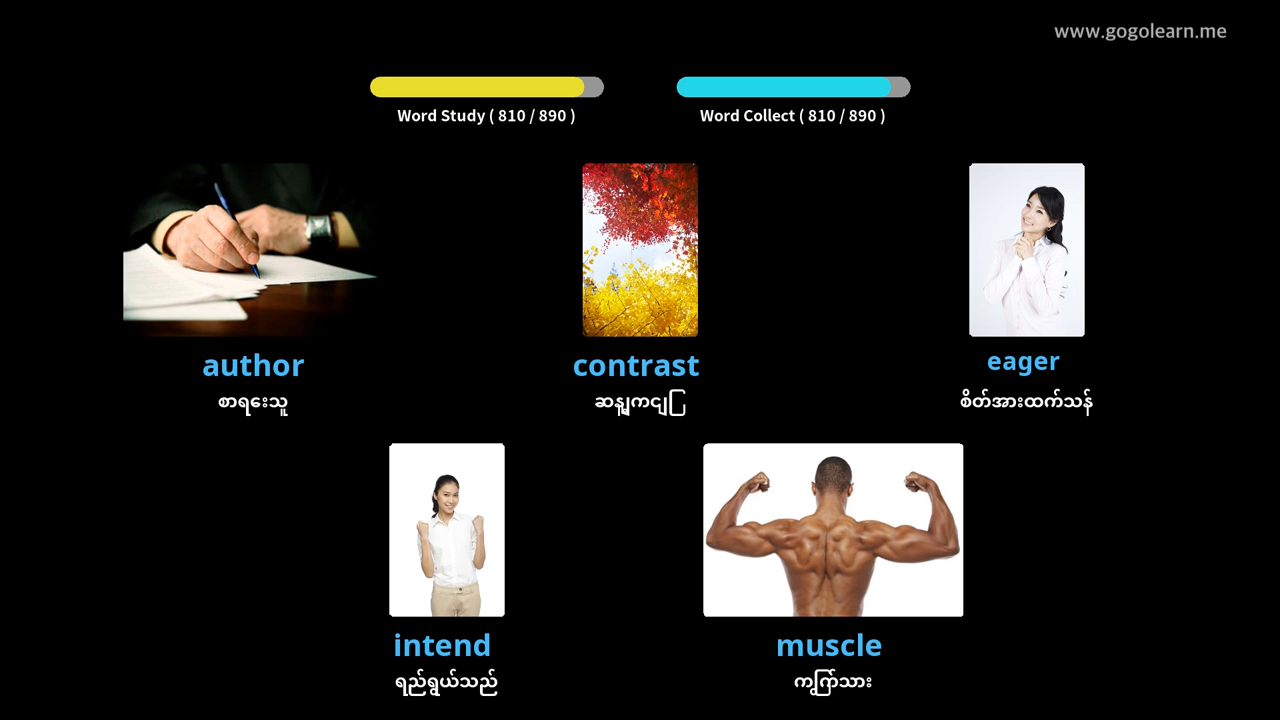 www.gogolearn.me
Word Study ( 810 / 890 )
Word Collect ( 810 / 890 )
author
စာရေးသူ
contrast
ဆန့်ကျင်
eager
စိတ်အားထက်သန်
intend
ရည်ရွယ်သည်
muscle
ကြွက်သား